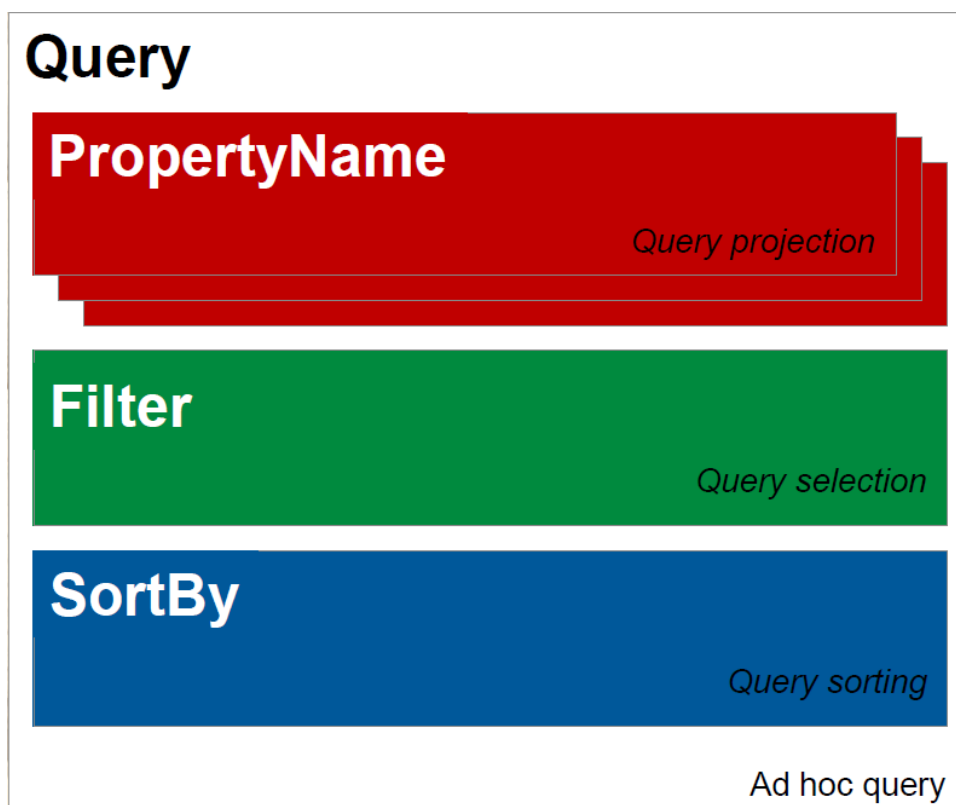 Query
PropertyName
Query projection
Filter
Query selection
SortBy
Query sorting
Ad hoc query